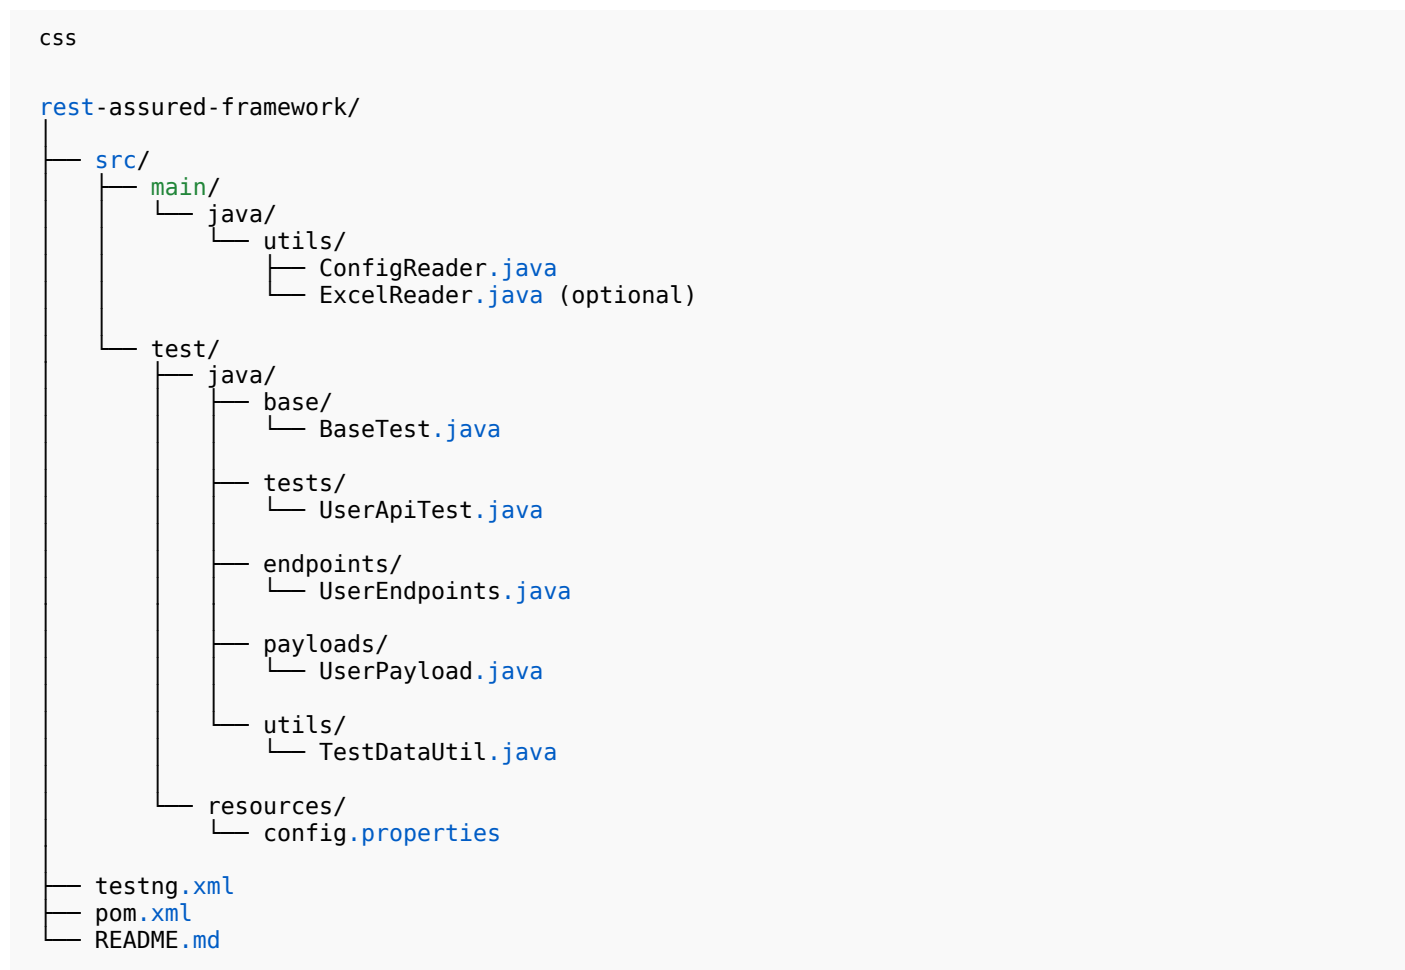 css
rest-assured-framework/
│
├── src/
│   ├── main/
│   │   └── java/
│   │       └── utils/
│   │           ├── ConfigReader.java
│   │           └── ExcelReader.java (optional)
│   │
│   └── test/
│       ├── java/
│       │   ├── base/
│       │   │   └── BaseTest.java
│       │   │
│       │   ├── tests/
│       │   │   └── UserApiTest.java
│       │   │
│       │   ├── endpoints/
│       │   │   └── UserEndpoints.java
│       │   │
│       │   ├── payloads/
│       │   │   └── UserPayload.java
│       │   │
│       │   └── utils/
│       │       └── TestDataUtil.java
│       │
│       └── resources/
│           └── config.properties
│
├── testng.xml
├── pom.xml
└── README.md